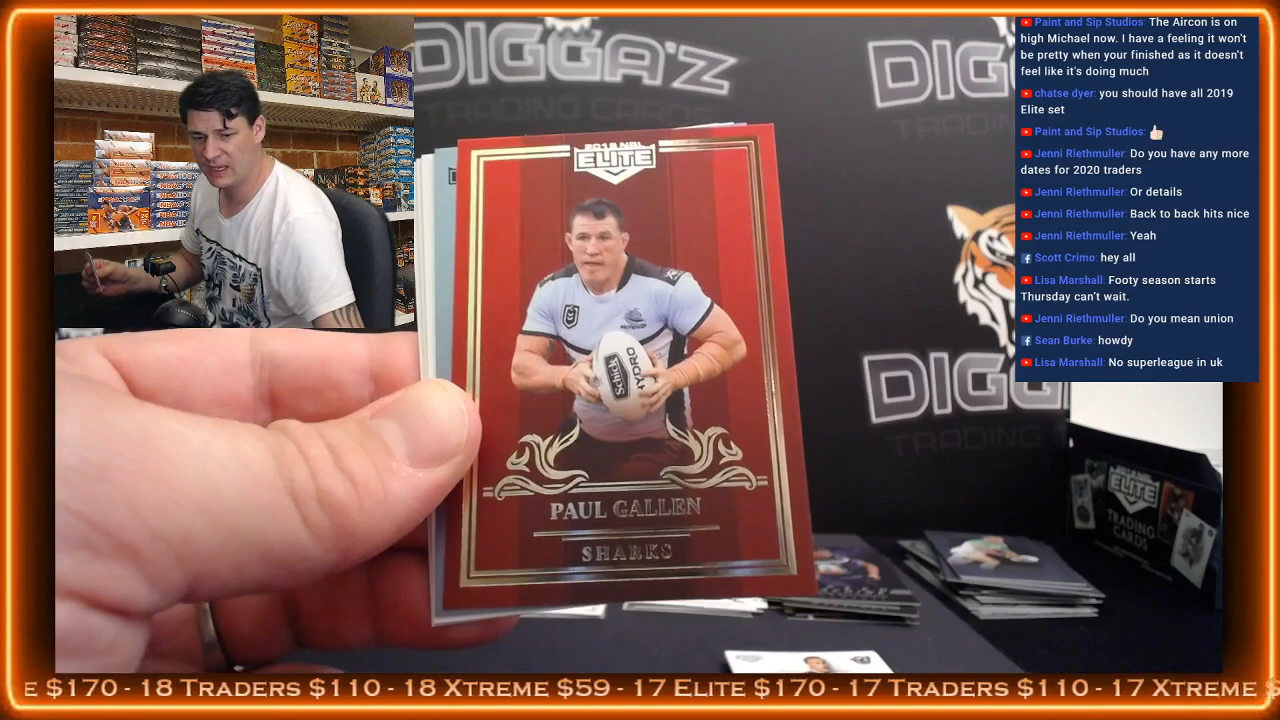 DIGGA'Z
TRADING CARDS
DIGG
DIGG
TRADING
2019 NRL
ELITE
Schick
HYDRO
PAUL GALLEN
SHARKS
ELITE
TRADING
CARDS
Paint and Sip Studios: The Aircon is on
high Michael now. I have a feeling it won't
be pretty when your finished as it doesn't
feel like it's doing much
chatse dyer: you should have all 2019
Elite set
Paint and Sip Studios: 👍🏻
Jenni Riethmuller: Do you have any more
dates for 2020 traders
Jenni Riethmuller: Or details
Jenni Riethmuller: Back to back hits nice
Jenni Riethmuller: Yeah
Scott Crimo: hey all
Lisa Marshall: Footy season starts
Thursday can't wait.
Jenni Riethmuller: Do you mean union
Sean Burke: howdy
Lisa Marshall: No superleague in uk
E $170 - 18 TRADERS $110 - 18 XTREME $59 - 17 ELITE $170 - 17 TRADERS $110 - 17 XTREME $